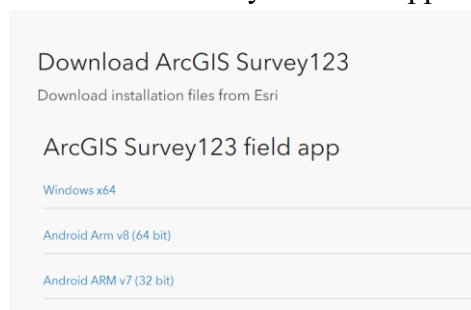 Download ArcGIS Survey123
Download installation files from Esri
ArcGIS Survey123 field app
Windows x64
Android Arm v8 (64 bit)
Android ARM v7 (32 bit)